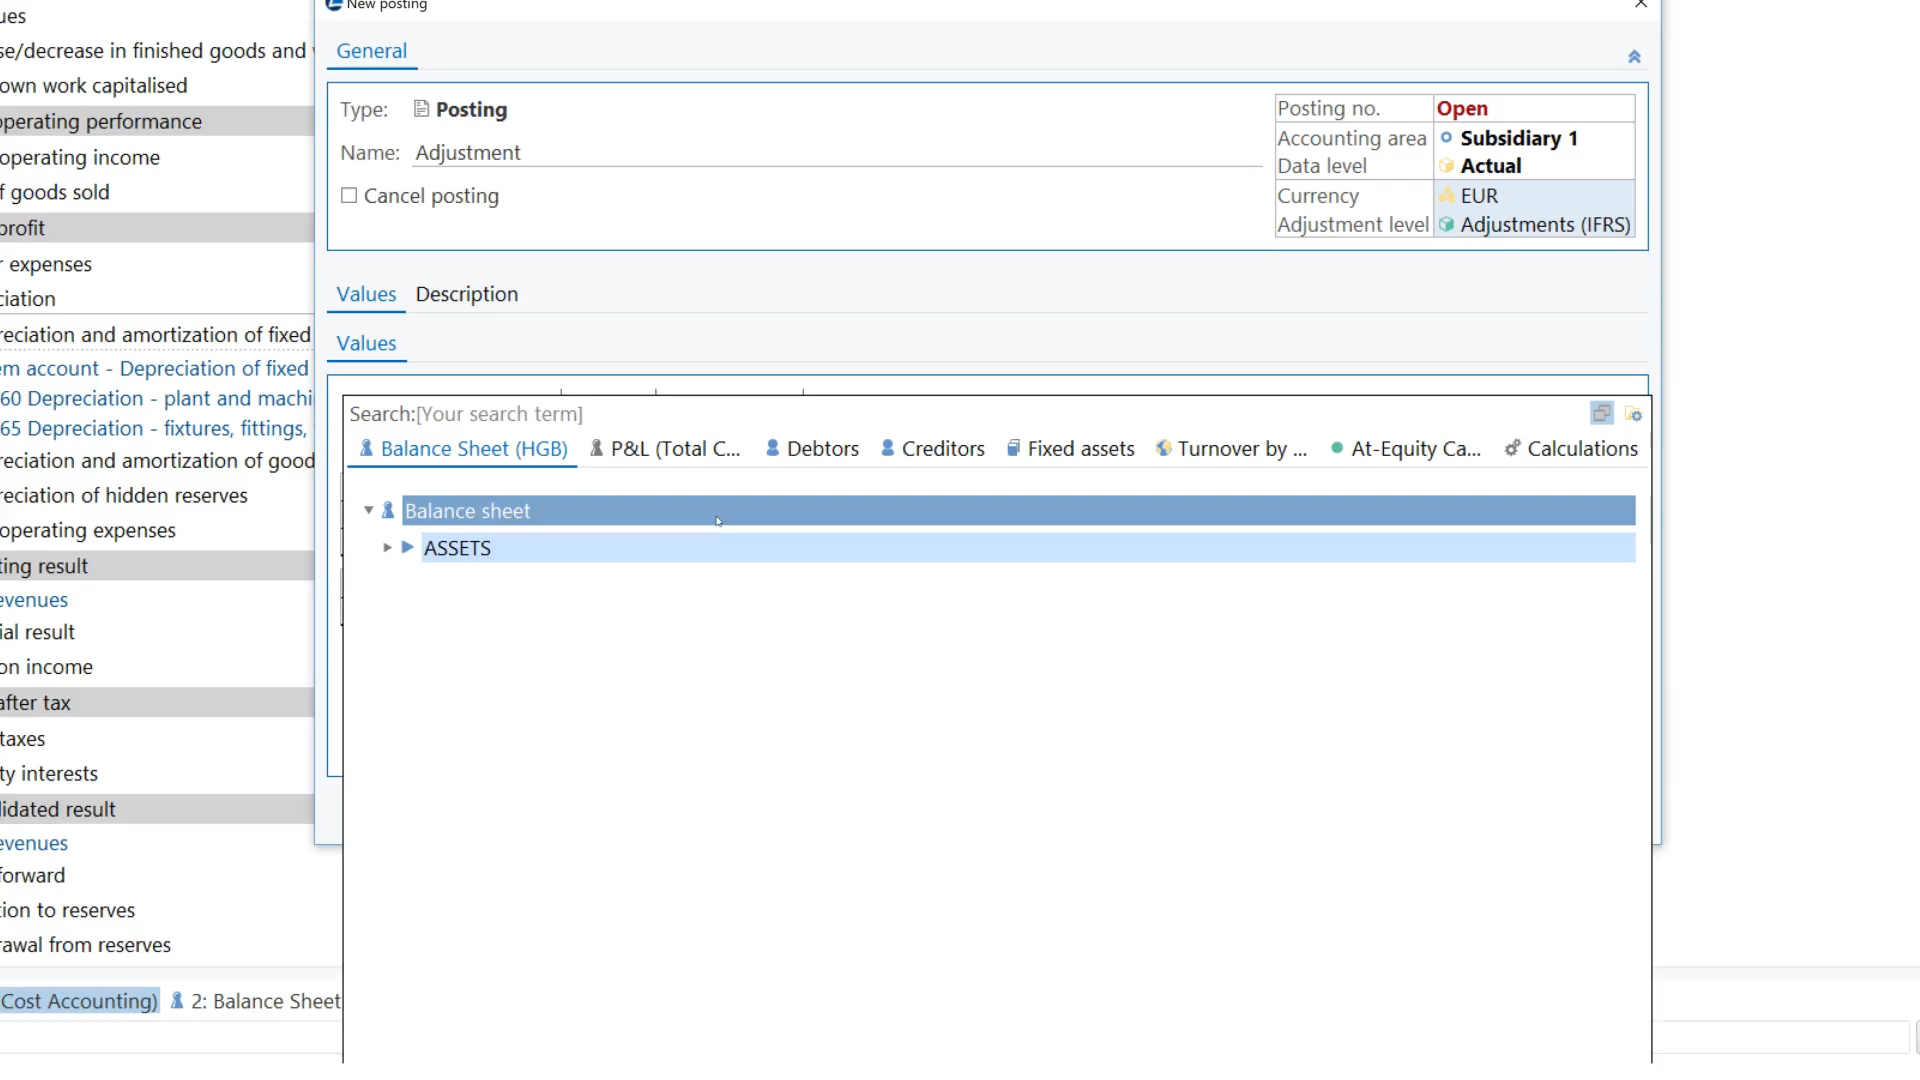 New posting
General
Type: Posting
Name: Adjustment
Cancel posting
Posting no. Open
Accounting area Subsidiary 1
Data level Actual
Currency EUR
Adjustment level Adjustments (IFRS)
Values Description
Values
Search:[Your search term]
Balance Sheet (HGB) P&L (Total C... Debtors Creditors Fixed assets Turnover by ... At-Equity Ca... Calculations
Balance sheet
ASSETS
ues
se/decrease in finished goods and
own work capitalised
operating performance
operating income
f goods sold
profit
r expenses
ciation
reciation and amortization of fixed
em account - Depreciation of fixed
60 Depreciation - plant and machi
65 Depreciation - fixtures, fittings,
reciation and amortization of good
reciation of hidden reserves
operating expenses
ting result
evenues
ial result
on income
after tax
taxes
ty interests
lidated result
evenues
forward
tion to reserves
rawal from reserves
Cost Accounting) 2: Balance Sheet